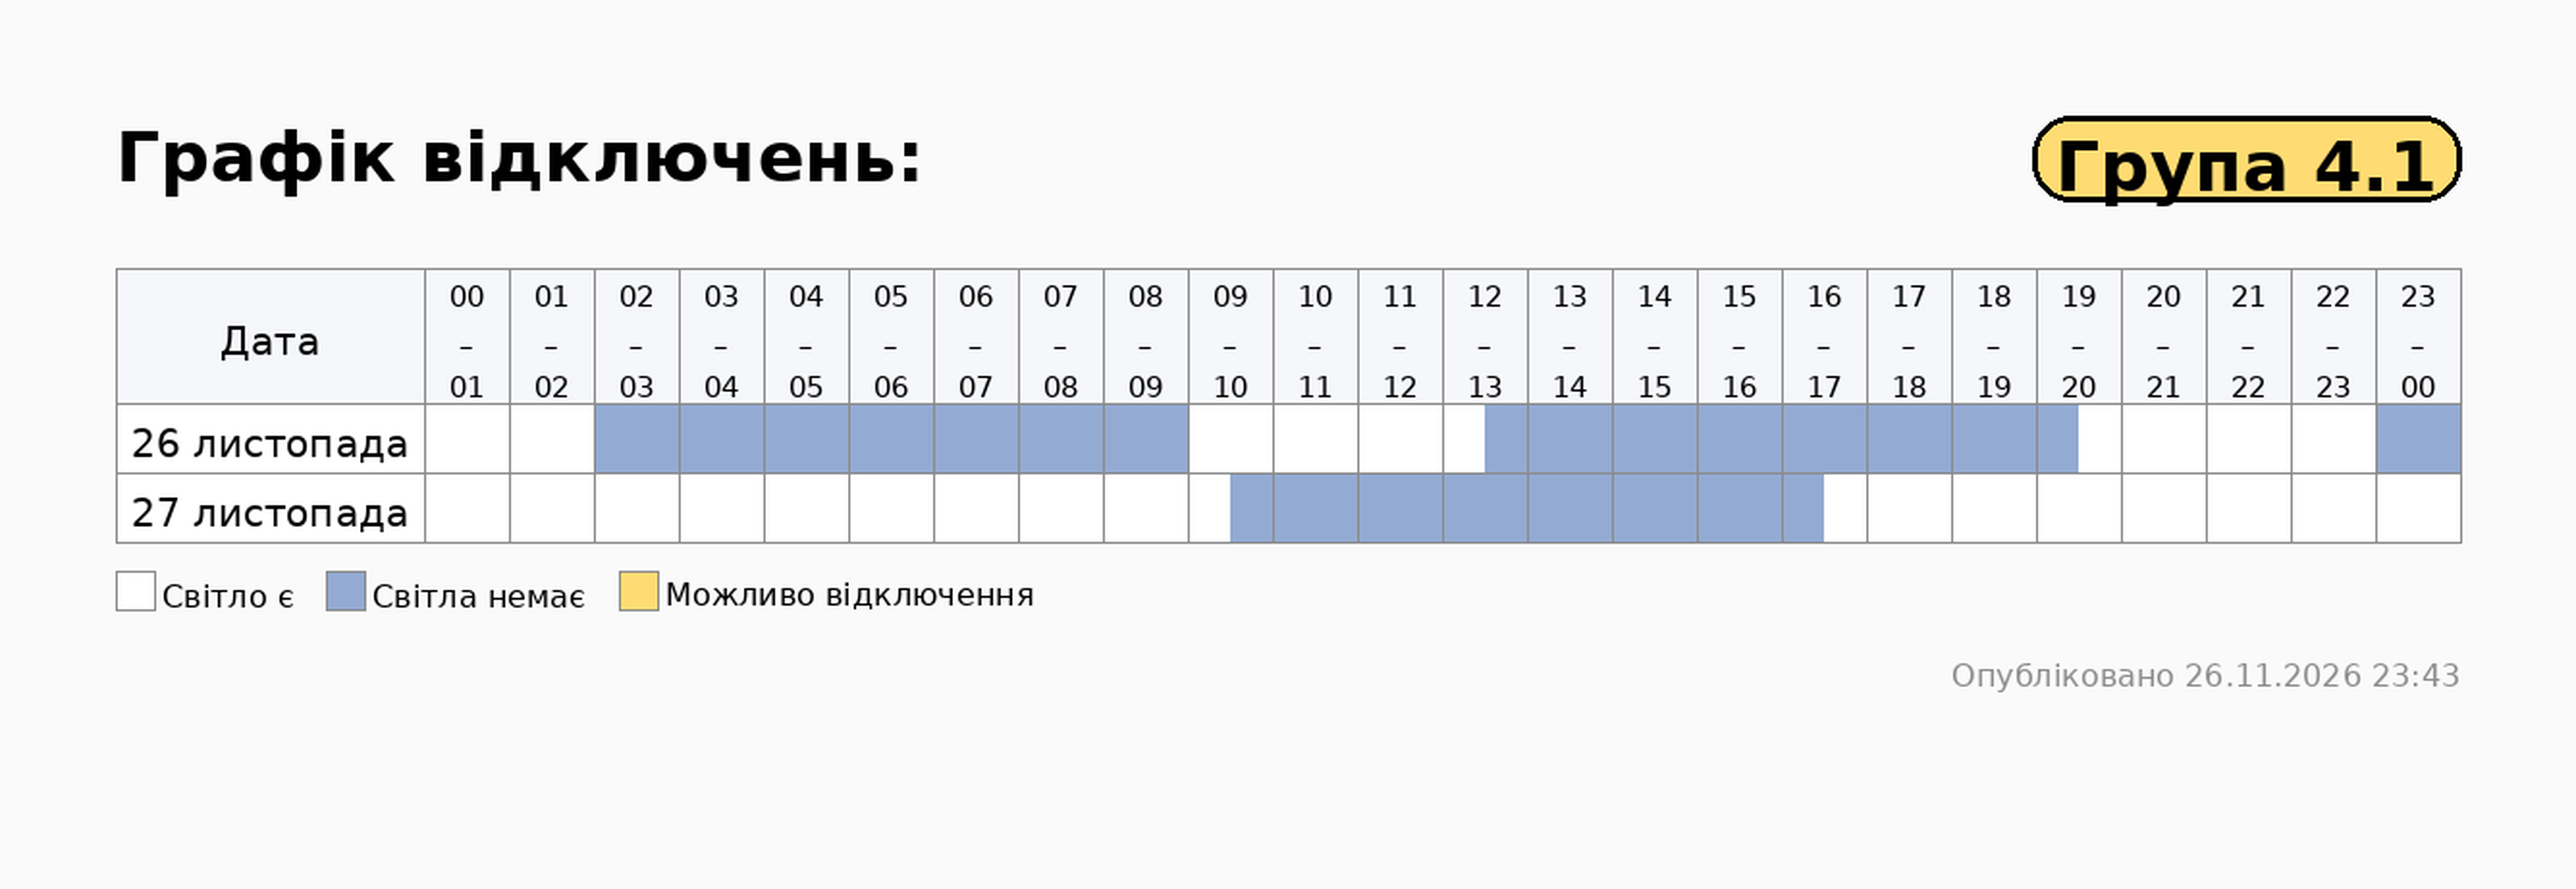 Графік відключень:
Група 4.1
Дата
00 – 01
01 – 02
02 – 03
03 – 04
04 – 05
05 – 06
06 – 07
07 – 08
08 – 09
09 – 10
10 – 11
11 – 12
12 – 13
13 – 14
14 – 15
15 – 16
16 – 17
17 – 18
18 – 19
19 – 20
20 – 21
21 – 22
22 – 23
23 – 00
26 листопада
27 листопада
Світло є
Світла немає
Можливо відключення
Опубліковано 26.11.2026 23:43